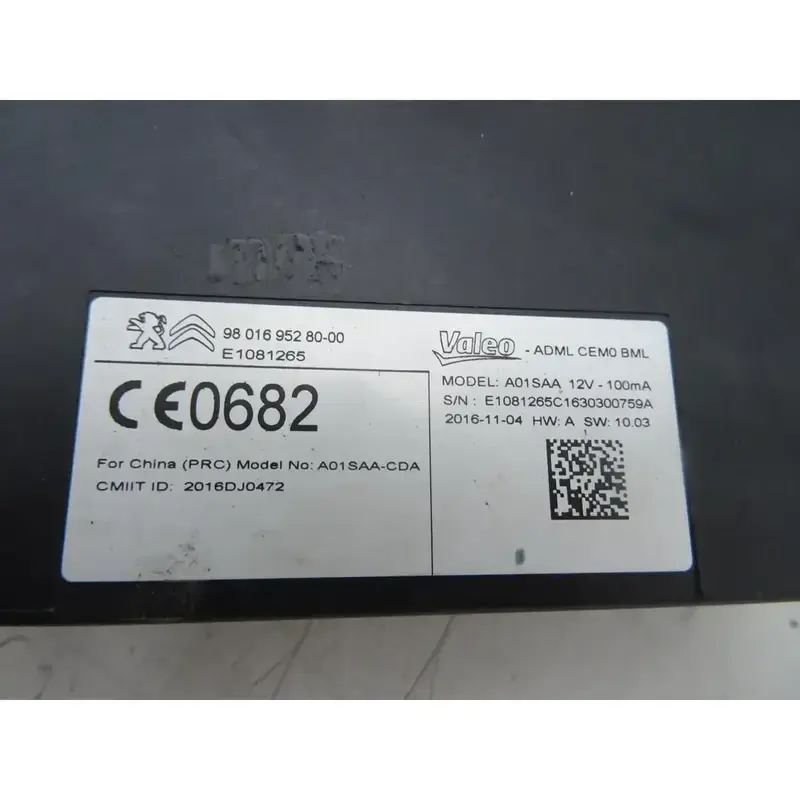 98 016 952 80-00
E1081265
CE0682
For China (PRC) Model No: A01SAA-CDA
CMIIT ID: 2016DJ0472
Valeo - ADML CEM0 BML
MODEL: A01SAA 12V - 100mA
S/N : E1081265C1630300759A
2016-11-04 HW: A SW: 10.03